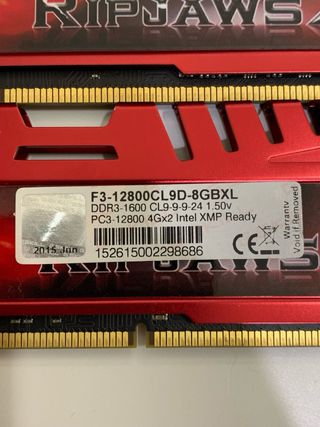 RIPJAWS
F3-12800CL9D-8GBXL
DDR3-1600 CL9-9-9-24 1.50v
PC3-12800 4Gx2 Intel XMP Ready
Warranty
Void if Removed
2015 Jun
152615002298686
CE
RIPJAWS